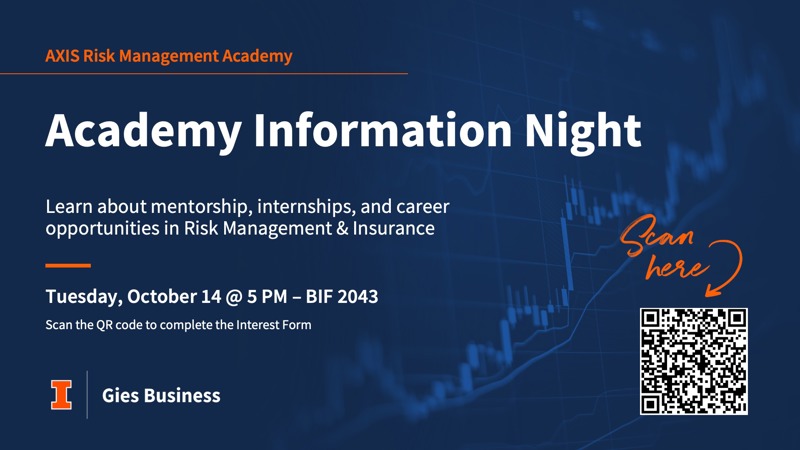 AXIS Risk Management Academy
Academy Information Night
Learn about mentorship, internships, and career
opportunities in Risk Management & Insurance
Tuesday, October 14 @ 5 PM – BIF 2043
Scan the QR code to complete the Interest Form
Scan
here
I
Gies Business